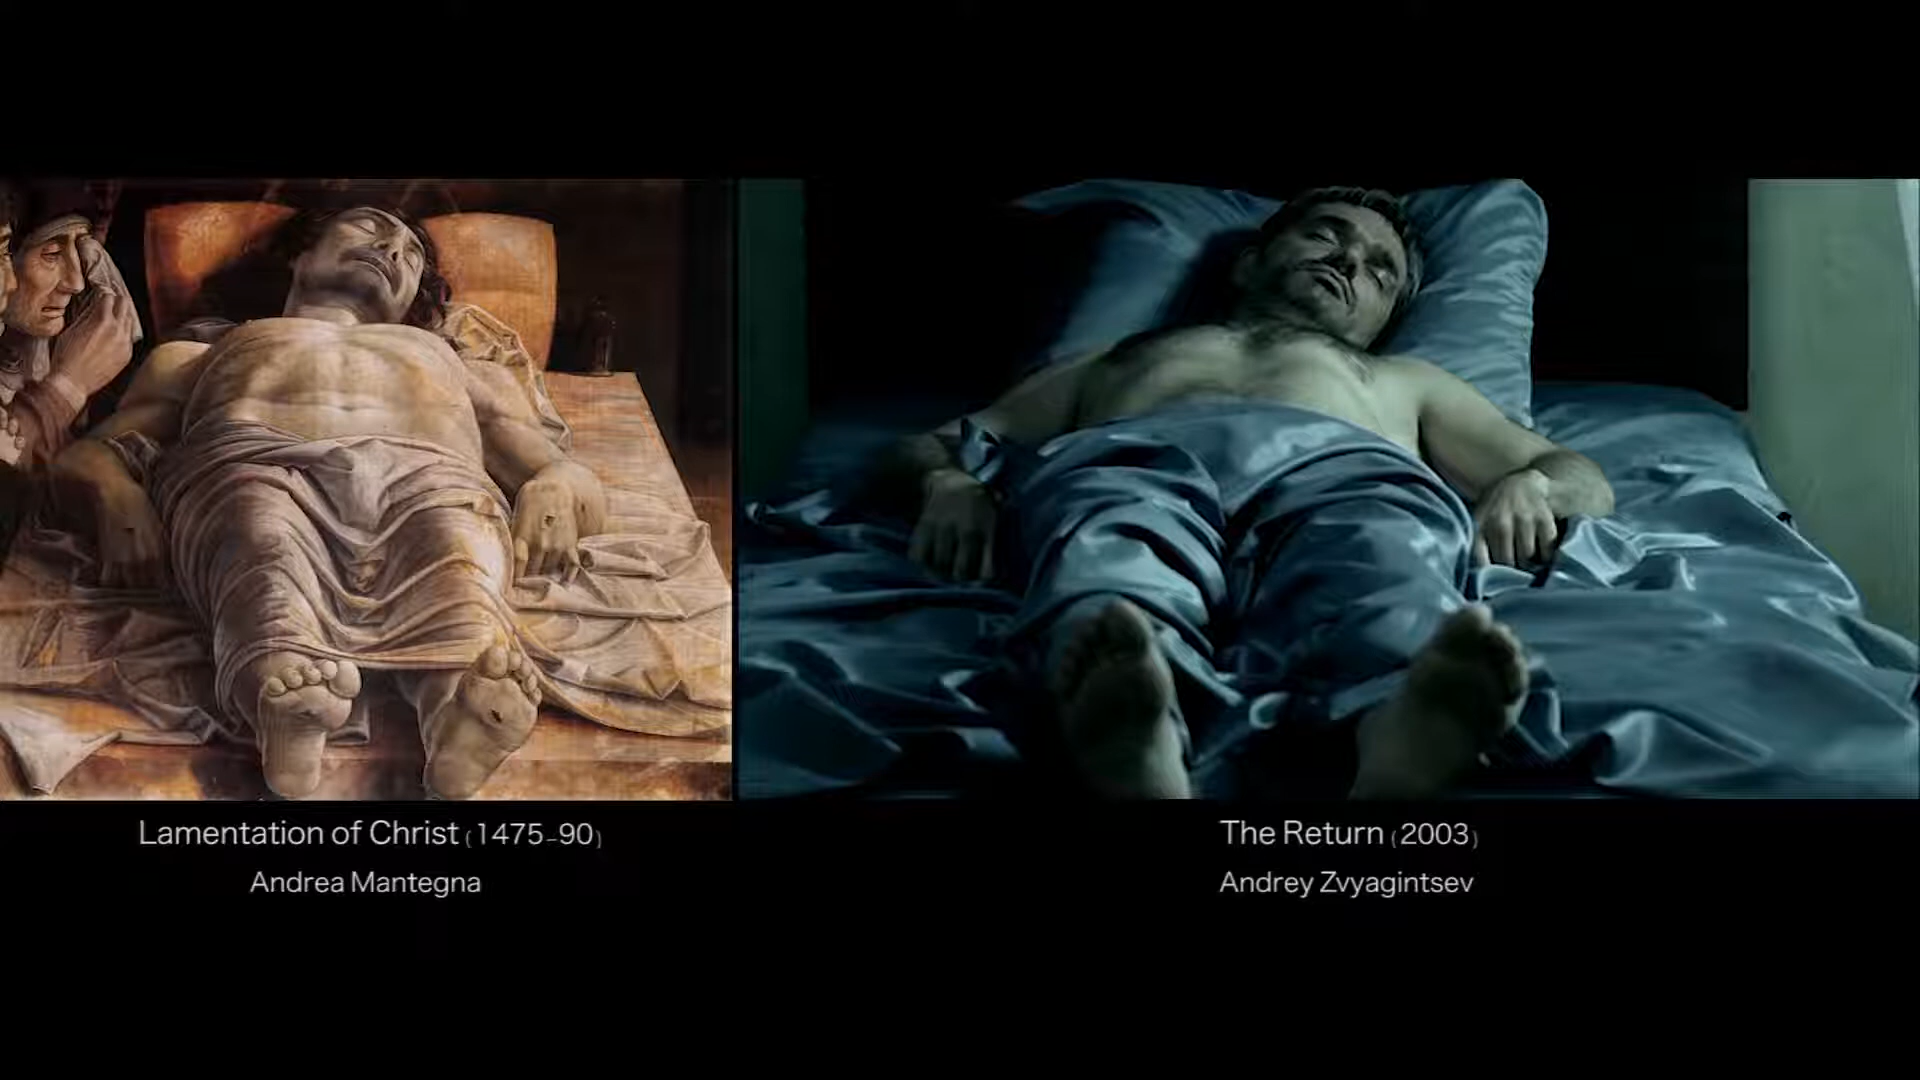 Lamentation of Christ (1475-90)
Andrea Mantegna
The Return (2003)
Andrey Zvyagintsev